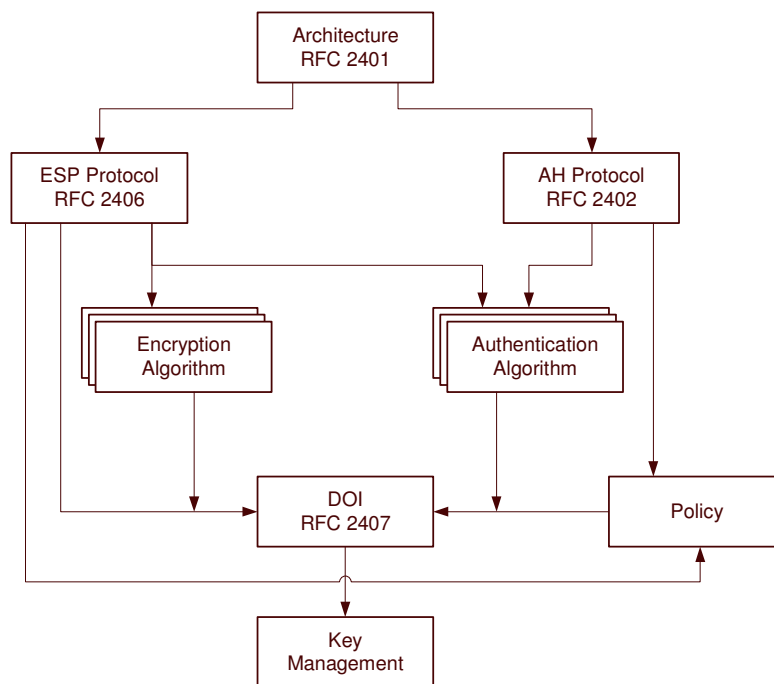 Architecture
RFC 2401
ESP Protocol
RFC 2406
AH Protocol
RFC 2402
Encryption
Algorithm
Authentication
Algorithm
DOI
RFC 2407
Policy
Key
Management